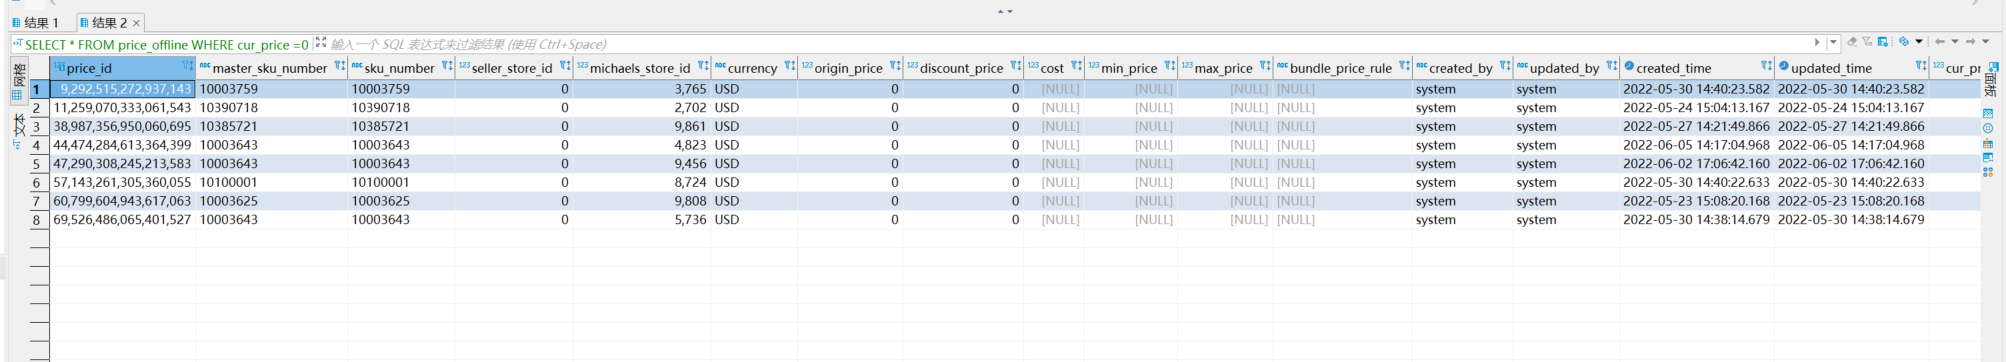 结果 1 结果 2 ×
SELECT * FROM price_offline WHERE cur_price =0 输入一个 SQL 表达式来过滤结果 (使用 Ctrl+Space)
网格
文本
面板
price_id master_sku_number sku_number seller_store_id michaels_store_id currency origin_price discount_price cost min_price max_price bundle_price_rule created_by updated_by created_time updated_time cur_pr
1 9,292,515,272,937,143 10003759 10003759 0 3,765 USD 0 0 [NULL] [NULL] [NULL] [NULL] system system 2022-05-30 14:40:23.582 2022-05-30 14:40:23.582
2 11,259,070,333,061,543 10390718 10390718 0 2,702 USD 0 0 [NULL] [NULL] [NULL] [NULL] system system 2022-05-24 15:04:13.167 2022-05-24 15:04:13.167
3 38,987,356,950,060,695 10385721 10385721 0 9,861 USD 0 0 [NULL] [NULL] [NULL] [NULL] system system 2022-05-27 14:21:49.866 2022-05-27 14:21:49.866
4 44,474,284,613,364,399 10003643 10003643 0 4,823 USD 0 0 [NULL] [NULL] [NULL] [NULL] system system 2022-06-05 14:17:04.968 2022-06-05 14:17:04.968
5 47,290,308,245,213,583 10003643 10003643 0 9,456 USD 0 0 [NULL] [NULL] [NULL] [NULL] system system 2022-06-02 17:06:42.160 2022-06-02 17:06:42.160
6 57,143,261,305,360,055 10100001 10100001 0 8,724 USD 0 0 [NULL] [NULL] [NULL] [NULL] system system 2022-05-30 14:40:22.633 2022-05-30 14:40:22.633
7 60,799,604,943,617,063 10003625 10003625 0 9,808 USD 0 0 [NULL] [NULL] [NULL] [NULL] system system 2022-05-23 15:08:20.168 2022-05-23 15:08:20.168
8 69,526,486,065,401,527 10003643 10003643 0 5,736 USD 0 0 [NULL] [NULL] [NULL] [NULL] system system 2022-05-30 14:38:14.679 2022-05-30 14:38:14.679